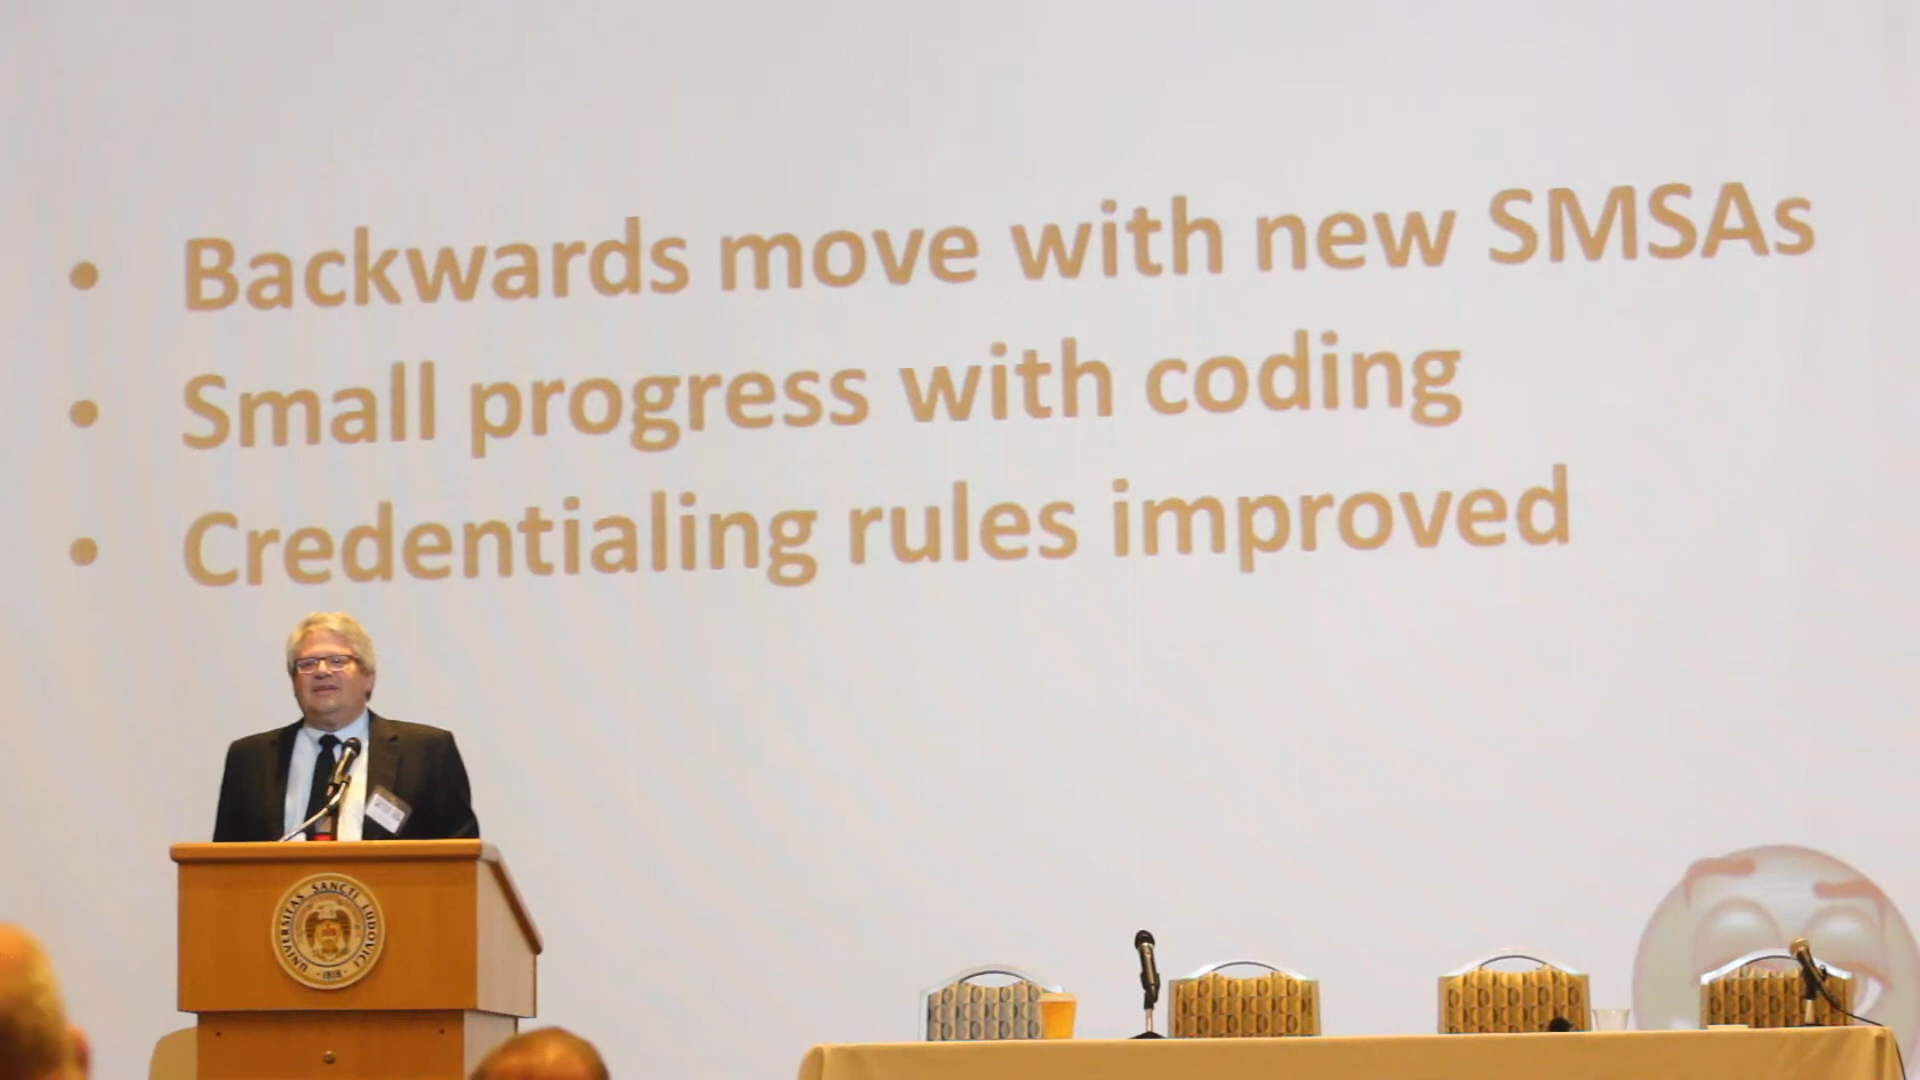 • Backwards move with new SMSAs
• Small progress with coding
• Credentialing rules improved
UNIVERSITAS SANCTI LUDOVICI
· 1818 ·